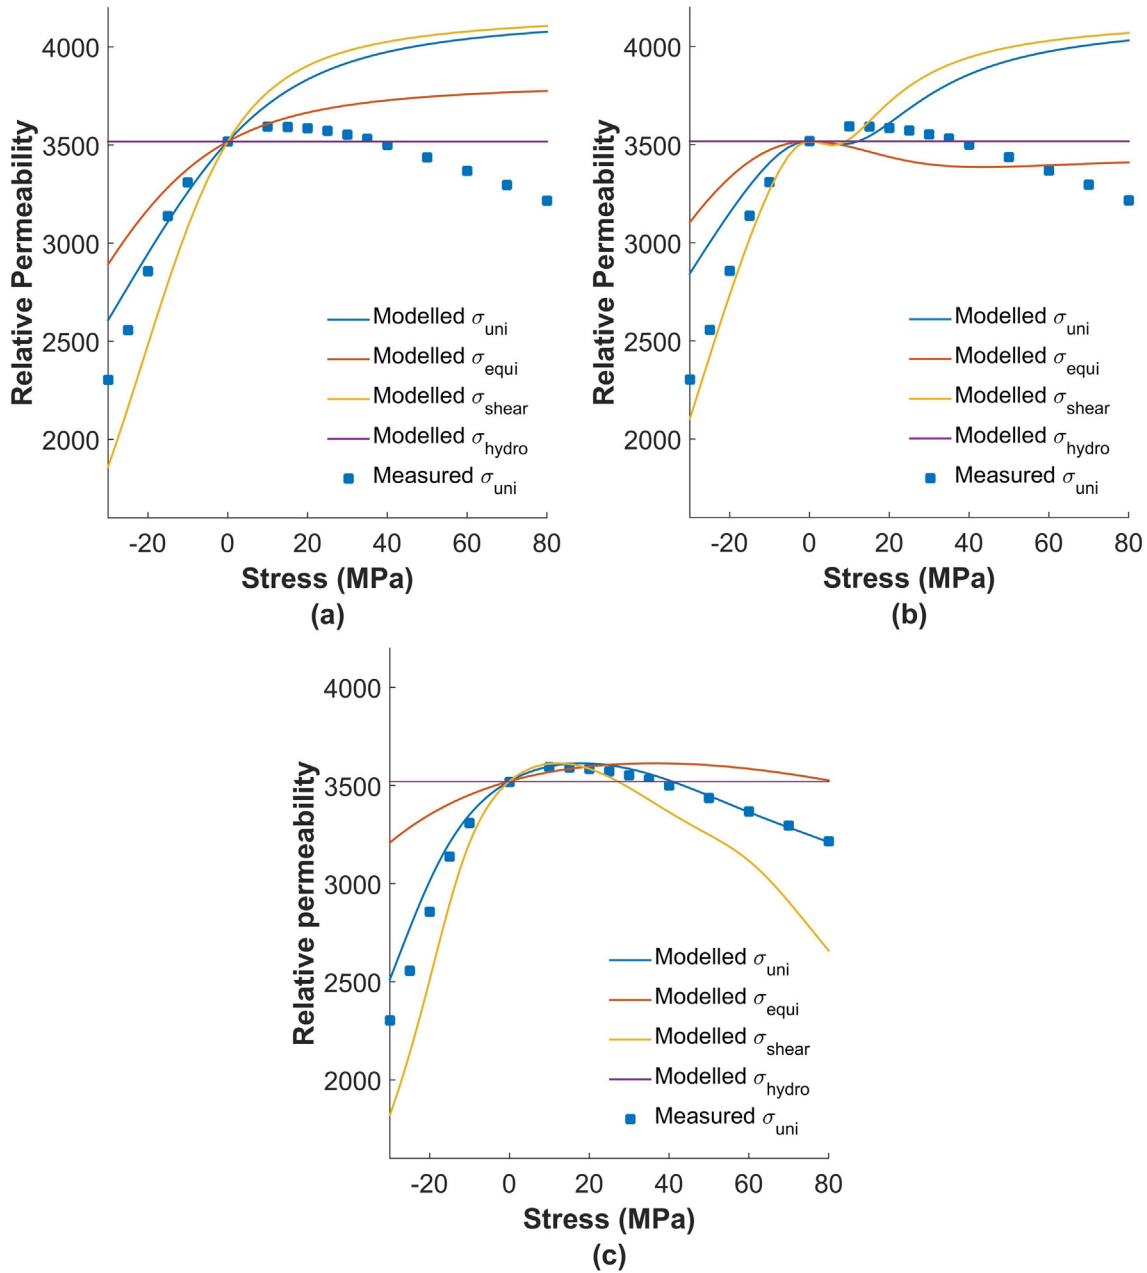 4000
3500
3000
2500
2000
Relative Permeability
Modelled σuni
Modelled σequi
Modelled σshear
Modelled σhydro
Measured σuni
-20 0 20 40 60 80
Stress (MPa)
(a)
4000
3500
3000
2500
2000
Relative Permeability
Modelled σuni
Modelled σequi
Modelled σshear
Modelled σhydro
Measured σuni
-20 0 20 40 60 80
Stress (MPa)
(b)
4000
3500
3000
2500
2000
Relative permeability
Modelled σuni
Modelled σequi
Modelled σshear
Modelled σhydro
Measured σuni
-20 0 20 40 60 80
Stress (MPa)
(c)